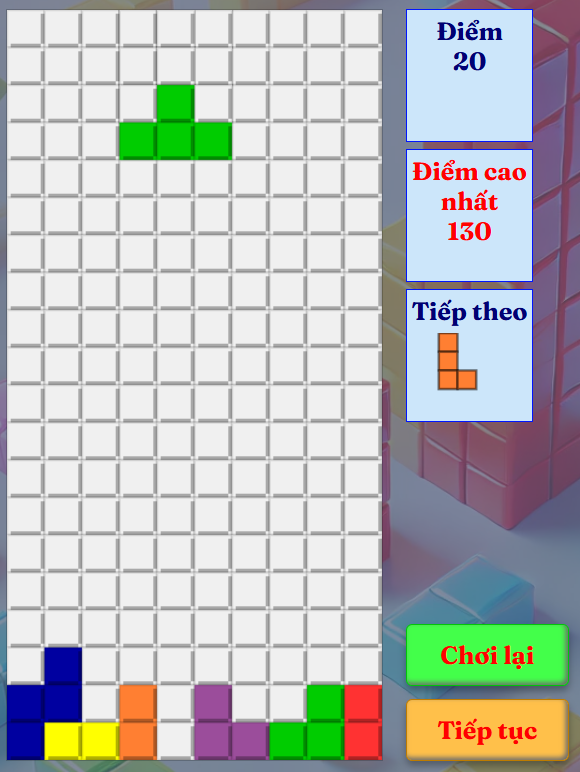 Điểm
20
Điểm cao
nhất
130
Tiếp theo
Chơi lại
Tiếp tục